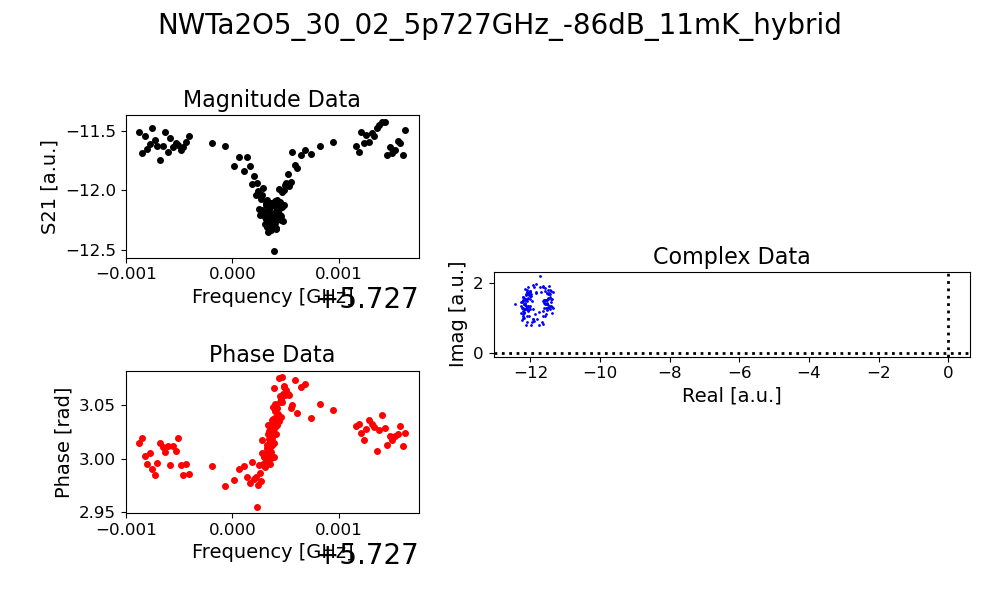 NWTa2O5_30_02_5p727GHz_-86dB_11mK_hybrid
Magnitude Data
S21 [a.u.]
−11.5
−12.0
−12.5
−0.001 0.000 0.001
Frequency [GHz]
+5.727
Phase Data
Phase [rad]
3.05
3.00
2.95
−0.001 0.000 0.001
Frequency [GHz]
+5.727
Complex Data
Imag [a.u.]
2
0
−12 −10 −8 −6 −4 −2 0
Real [a.u.]